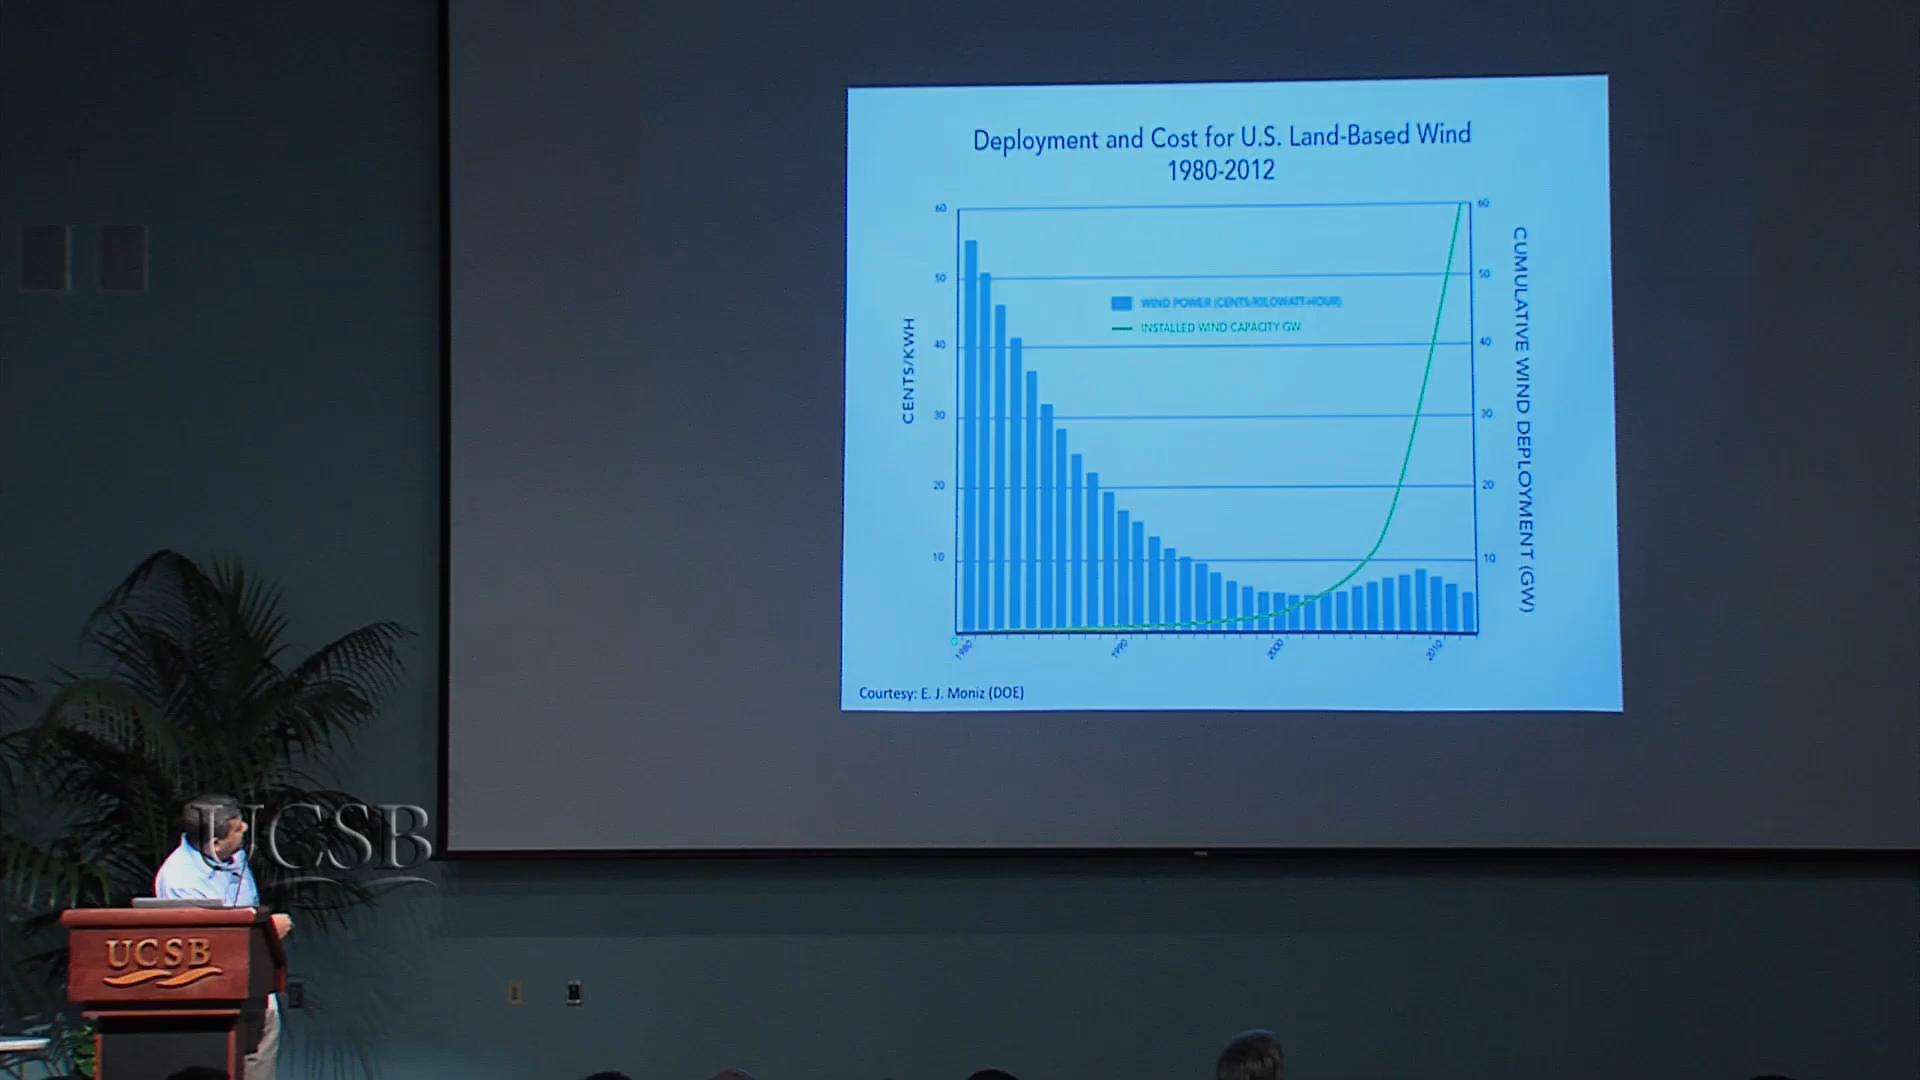 Deployment and Cost for U.S. Land-Based Wind
1980-2012
60
50
40
30
20
10
CENTS/KWH
WIND POWER (CENTS/KILOWATT-HOUR)
INSTALLED WIND CAPACITY GW
60
50
40
30
20
10
CUMULATIVE WIND DEPLOYMENT (GW)
0
1980
1990
2000
2010
Courtesy: E. J. Moniz (DOE)
UCSB
UCSB